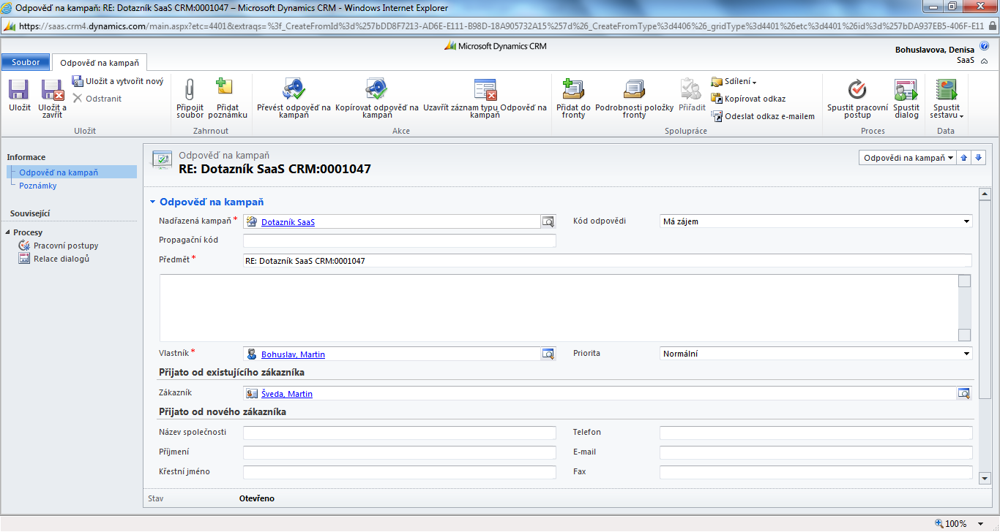 Odpověď na kampaň: RE: Dotazník SaaS CRM:0001047 – Microsoft Dynamics CRM - Windows Internet Explorer
https://saas.crm4.dynamics.com/main.aspx?etc=4401&extraqs=%3f_CreateFromId%3d%257bDD8F7213-AD6E-E111-B98D-18A905732A15%257d%26_CreateFromType%3d4406%26_gridType%3d4401%26etc%3d4401%26id%3d%257bDA937EB5-406F-E11
Microsoft Dynamics CRM
Bohuslavova, Denisa
SaaS
Soubor
Odpověď na kampaň
Uložit
Uložit a zavřít
Uložit a vytvořit nový
Odstranit
Uložit
Připojit soubor
Přidat poznámku
Zahrnout
Převést odpověď na kampaň
Kopírovat odpověď na kampaň
Uzavřít záznam typu Odpověď na kampaň
Akce
Přidat do fronty
Podrobnosti položky fronty
Přiřadit
Sdílení
Kopírovat odkaz
Odeslat odkaz e-mailem
Spolupráce
Spustit pracovní postup
Spustit dialog
Proces
Spustit sestavu
Data
Informace
Odpověď na kampaň
Poznámky
Související
Procesy
Pracovní postupy
Relace dialogů
Odpověď na kampaň
RE: Dotazník SaaS CRM:0001047
Odpovědi na kampaň
Odpověď na kampaň
Nadřazená kampaň * Dotazník SaaS
Kód odpovědi Má zájem
Propagační kód
Předmět * RE: Dotazník SaaS CRM:0001047
Vlastník * Bohuslav, Martin
Priorita Normální
Přijato od existujícího zákazníka
Zákazník Šveda, Martin
Přijato od nového zákazníka
Název společnosti
Telefon
Příjmení
E-mail
Křestní jméno
Fax
Stav Otevřeno
100%